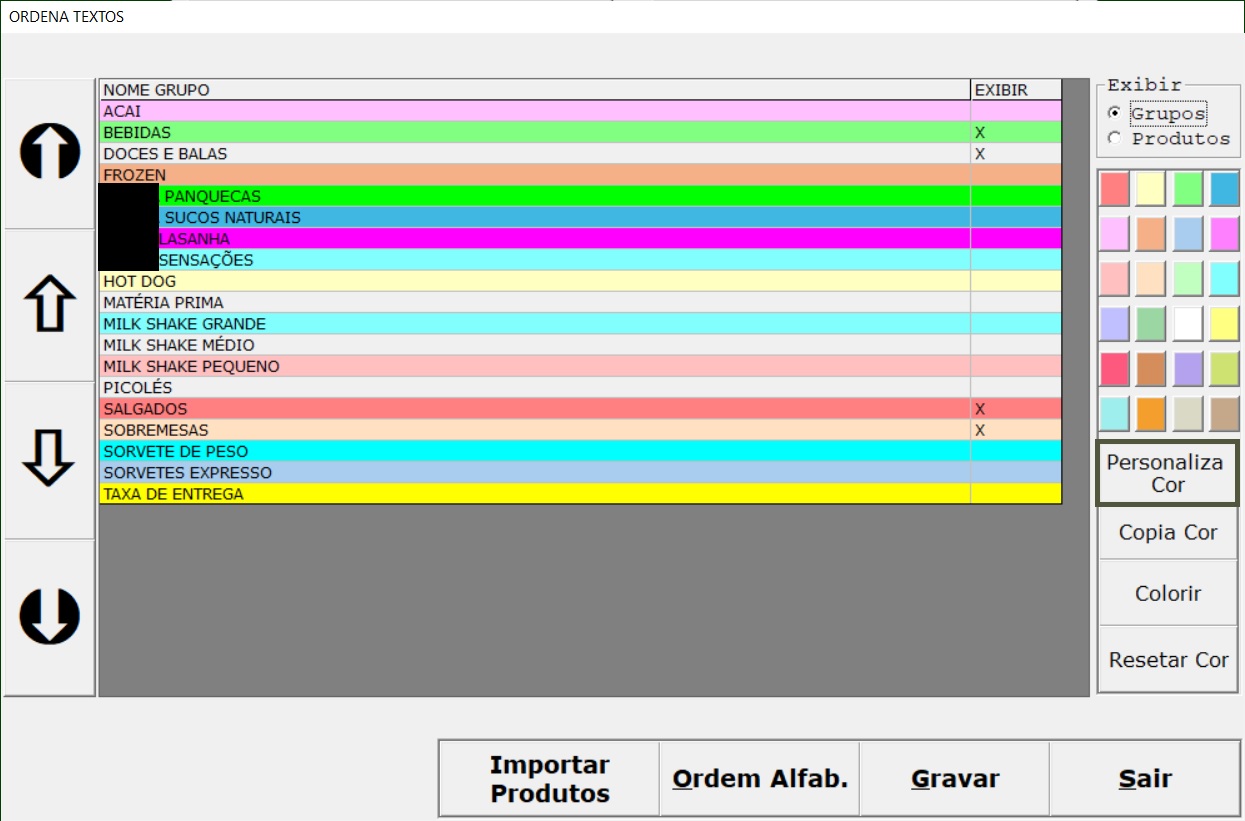 ORDENA TEXTOS
NOME GRUPO EXIBIR
ACAI
BEBIDAS X
DOCES E BALAS X
FROZEN
PANQUECAS
SUCOS NATURAIS
LASANHA
SENSAÇÕES
HOT DOG
MATÉRIA PRIMA
MILK SHAKE GRANDE
MILK SHAKE MÉDIO
MILK SHAKE PEQUENO
PICOLÉS
SALGADOS X
SOBREMESAS X
SORVETE DE PESO
SORVETES EXPRESSO
TAXA DE ENTREGA
Exibir
Grupos
Produtos
Personaliza
Cor
Copia Cor
Colorir
Resetar Cor
Importar
Produtos
Ordem Alfab.
Gravar
Sair